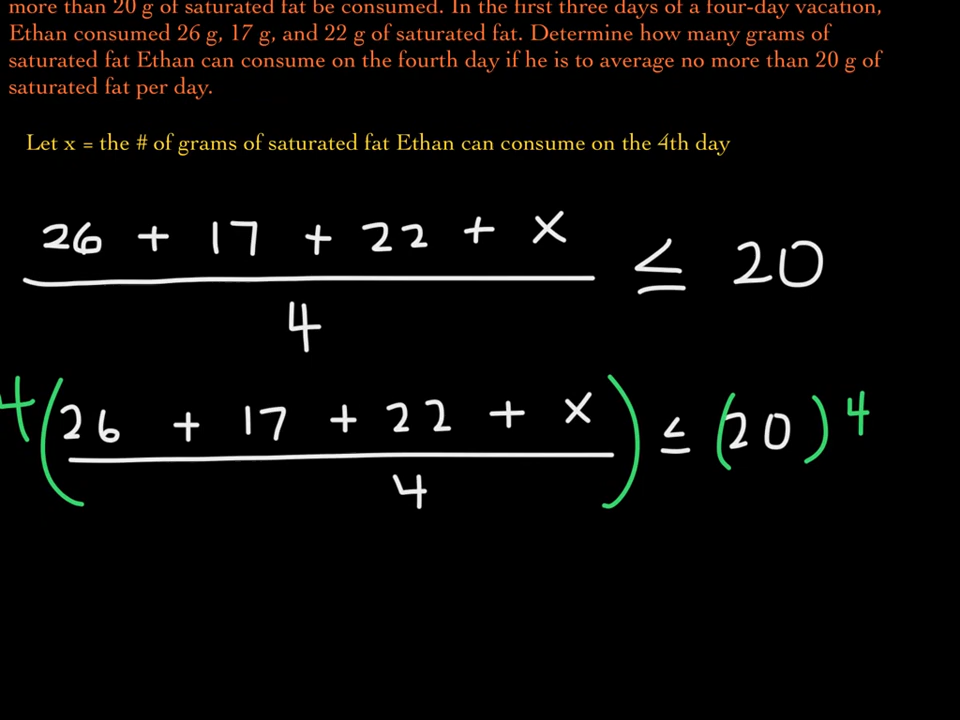 more than 20 g of saturated fat be consumed. In the first three days of a four-day vacation,
Ethan consumed 26 g, 17 g, and 22 g of saturated fat. Determine how many grams of
saturated fat Ethan can consume on the fourth day if he is to average no more than 20 g of
saturated fat per day.
Let x = the # of grams of saturated fat Ethan can consume on the 4th day
26 + 17 + 22 + x
≤ 20
4
4(26 + 17 + 22 + x) ≤ (20)4
4